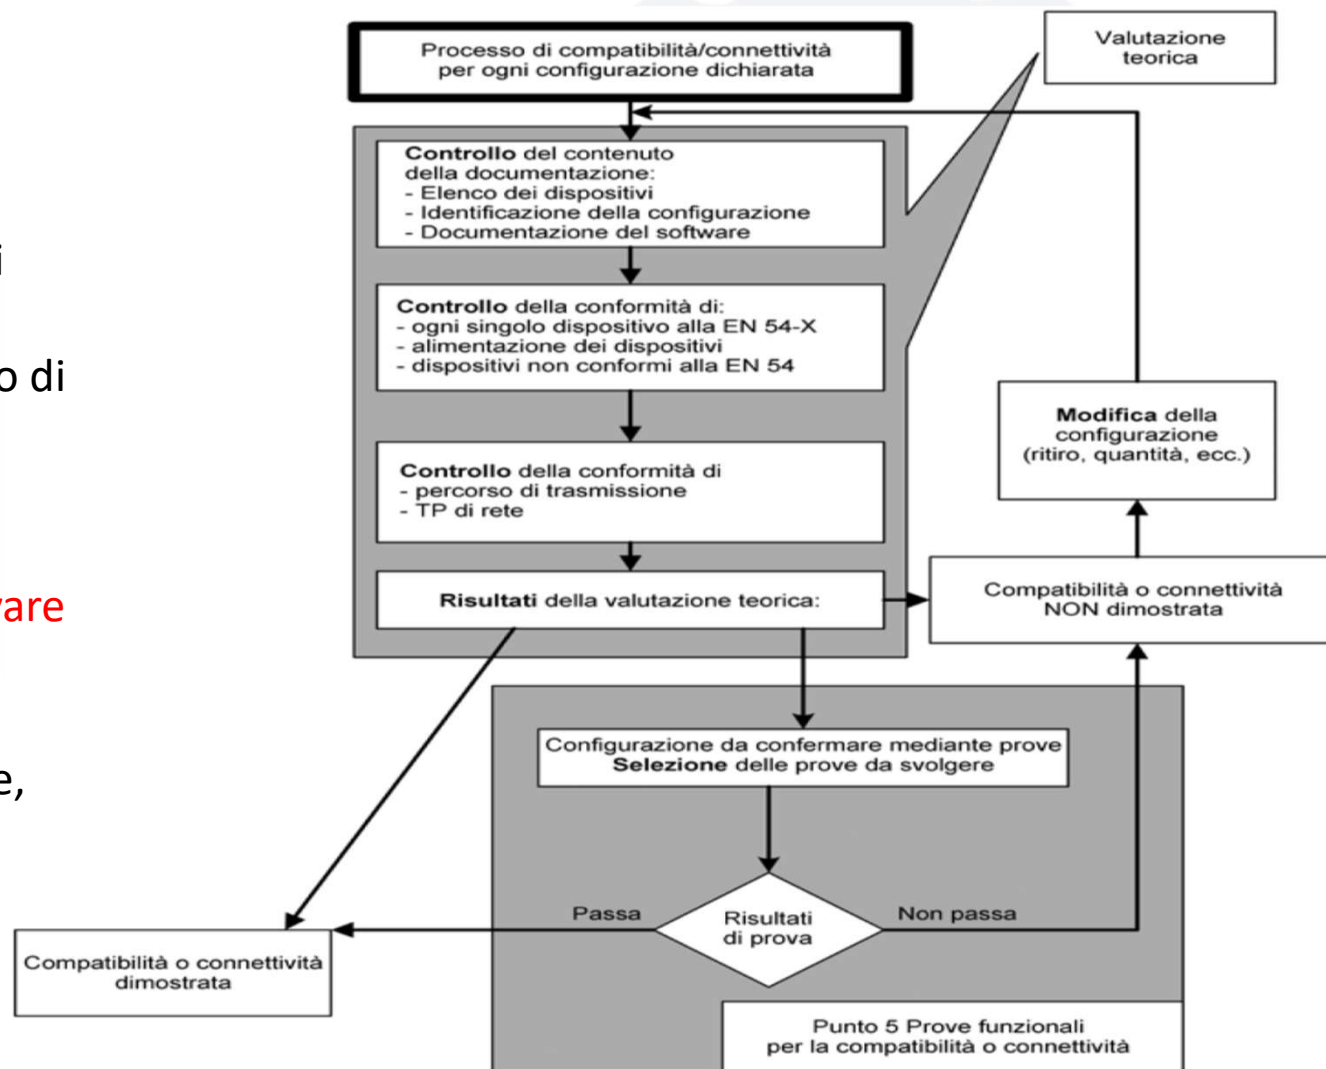 i
o di
vare
e,
Processo di compatibilità/connettività
per ogni configurazione dichiarata
Valutazione
teorica
Controllo del contenuto
della documentazione:
- Elenco dei dispositivi
- Identificazione della configurazione
- Documentazione del software
Controllo della conformità di:
- ogni singolo dispositivo alla EN 54-X
- alimentazione dei dispositivi
- dispositivi non conformi alla EN 54
Controllo della conformità di
- percorso di trasmissione
- TP di rete
Risultati della valutazione teorica:
Modifica della
configurazione
(ritiro, quantità, ecc.)
Compatibilità o connettività
NON dimostrata
Configurazione da confermare mediante prove
Selezione delle prove da svolgere
Passa
Risultati
di prova
Non passa
Compatibilità o connettività
dimostrata
Punto 5 Prove funzionali
per la compatibilità o connettività